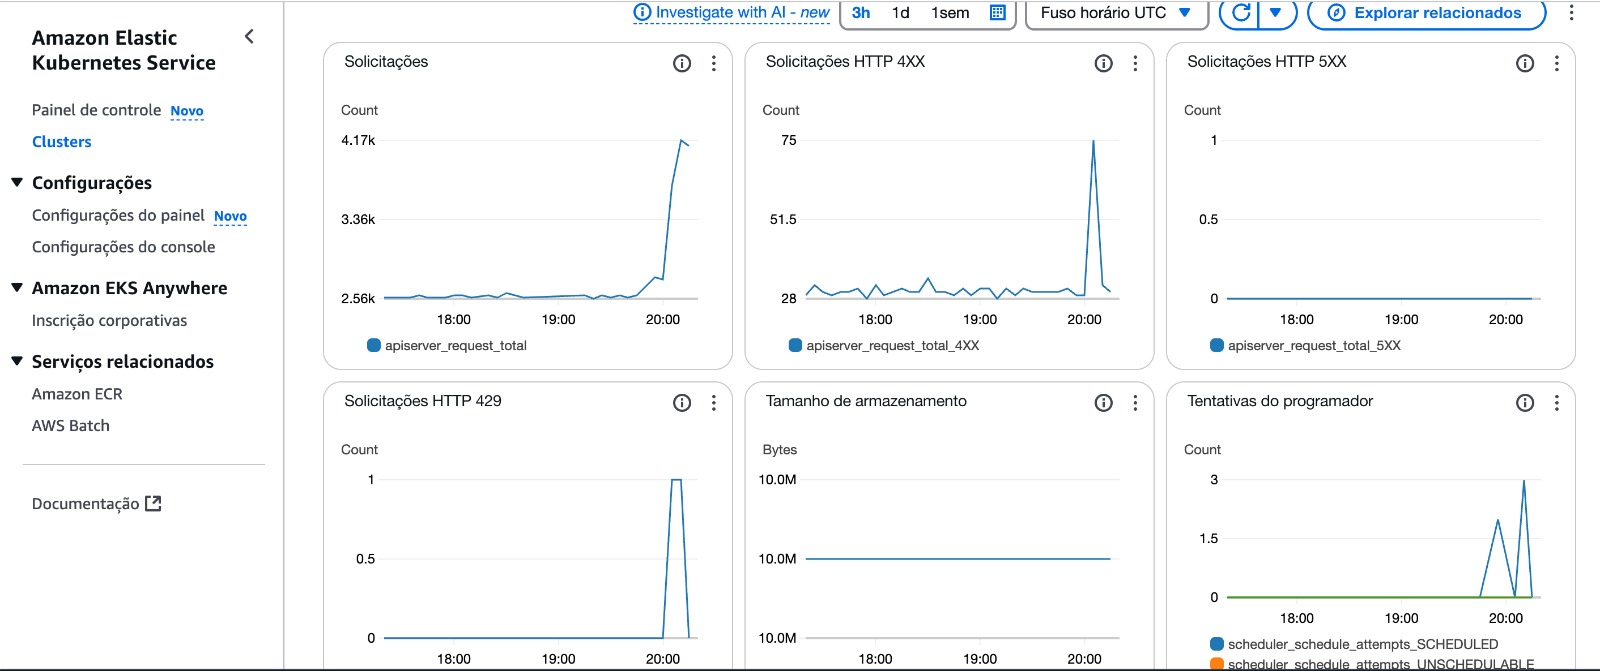 Investigate with AI - new
3h 1d 1sem
Fuso horário UTC
Explorar relacionados
Amazon Elastic
Kubernetes Service
Painel de controle Novo
Clusters
Configurações
Configurações do painel Novo
Configurações do console
Amazon EKS Anywhere
Inscrição corporativas
Serviços relacionados
Amazon ECR
AWS Batch
Documentação
Solicitações
Count
4.17k
3.36k
2.56k
18:00 19:00 20:00
apiserver_request_total
Solicitações HTTP 4XX
Count
75
51.5
28
18:00 19:00 20:00
apiserver_request_total_4XX
Solicitações HTTP 5XX
Count
1
0.5
0
18:00 19:00 20:00
apiserver_request_total_5XX
Solicitações HTTP 429
Count
1
0.5
0
18:00 19:00 20:00
Tamanho de armazenamento
Bytes
10.0M
10.0M
10.0M
18:00 19:00 20:00
Tentativas do programador
Count
3
1.5
0
18:00 19:00 20:00
scheduler_schedule_attempts_SCHEDULED
scheduler_schedule_attempts_UNSCHEDULABLE